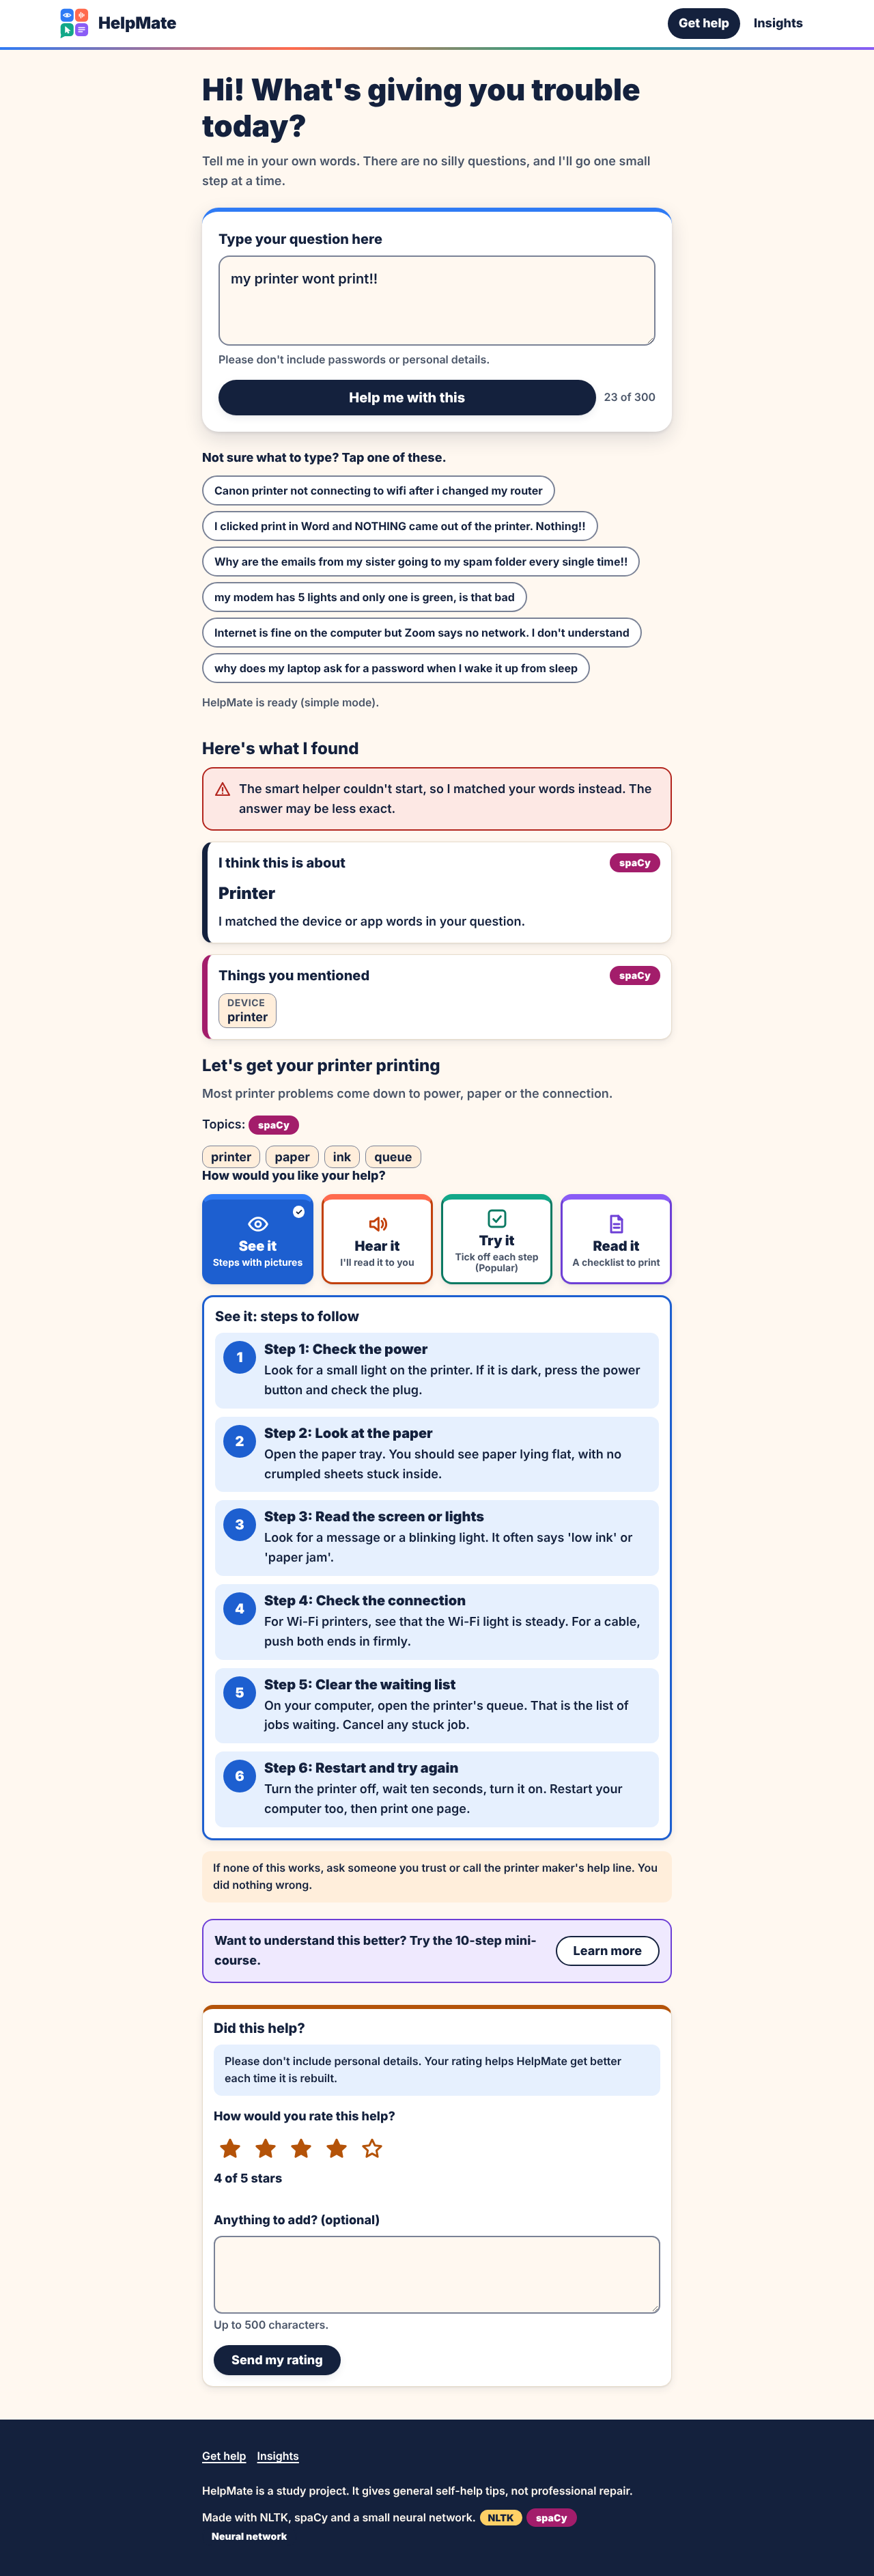 HelpMate
Get help
Insights
Hi! What's giving you trouble
today?
Tell me in your own words. There are no silly questions, and I'll go one small
step at a time.
Type your question here
my printer wont print!!
Please don't include passwords or personal details.
Help me with this
23 of 300
Not sure what to type? Tap one of these.
Canon printer not connecting to wifi after i changed my router
I clicked print in Word and NOTHING came out of the printer. Nothing!!
Why are the emails from my sister going to my spam folder every single time!!
my modem has 5 lights and only one is green, is that bad
Internet is fine on the computer but Zoom says no network. I don't understand
why does my laptop ask for a password when I wake it up from sleep
HelpMate is ready (simple mode).
Here's what I found
The smart helper couldn't start, so I matched your words instead. The
answer may be less exact.
I think this is about
spaCy
Printer
I matched the device or app words in your question.
Things you mentioned
spaCy
DEVICE
printer
Let's get your printer printing
Most printer problems come down to power, paper or the connection.
Topics: spaCy
printer paper ink queue
How would you like your help?
See it
Steps with pictures
Hear it
I'll read it to you
Try it
Tick off each step
(Popular)
Read it
A checklist to print
See it: steps to follow
1
Step 1: Check the power
Look for a small light on the printer. If it is dark, press the power
button and check the plug.
2
Step 2: Look at the paper
Open the paper tray. You should see paper lying flat, with no
crumpled sheets stuck inside.
3
Step 3: Read the screen or lights
Look for a message or a blinking light. It often says 'low ink' or
'paper jam'.
4
Step 4: Check the connection
For Wi-Fi printers, see that the Wi-Fi light is steady. For a cable,
push both ends in firmly.
5
Step 5: Clear the waiting list
On your computer, open the printer's queue. That is the list of
jobs waiting. Cancel any stuck job.
6
Step 6: Restart and try again
Turn the printer off, wait ten seconds, turn it on. Restart your
computer too, then print one page.
If none of this works, ask someone you trust or call the printer maker's help line. You
did nothing wrong.
Want to understand this better? Try the 10-step mini-
course.
Learn more
Did this help?
Please don't include personal details. Your rating helps HelpMate get better
each time it is rebuilt.
How would you rate this help?
4 of 5 stars
Anything to add? (optional)
Up to 500 characters.
Send my rating
Get help Insights
HelpMate is a study project. It gives general self-help tips, not professional repair.
Made with NLTK, spaCy and a small neural network. NLTK spaCy
Neural network